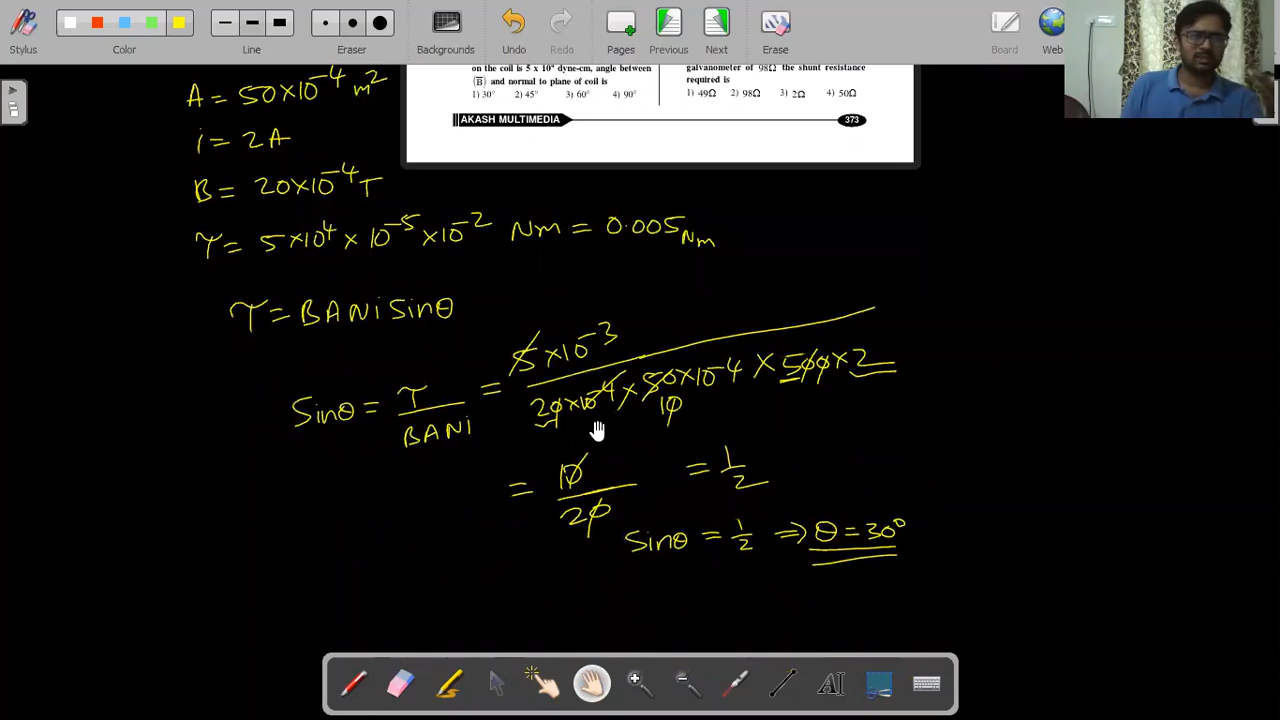 Stylus
Color
Line
Eraser
Backgrounds
Undo
Redo
Pages
Previous
Next
Erase
Board
Web
on the coil is 5 x 10⁴ dyne-cm, angle between
(B̅) and normal to plane of coil is
1) 30° 2) 45° 3) 60° 4) 90°
galvanometer of 98Ω the shunt resistance
required is
1) 49Ω 2) 98Ω 3) 2Ω 4) 50Ω
AKASH MULTIMEDIA
373
A = 50×10⁻⁴ m²
i = 2A
B = 20×10⁻⁴ T
τ = 5×10⁴ × 10⁻⁵ × 10⁻² Nm = 0.005 Nm
τ = BANi Sinθ
Sinθ = τ / BANi = 5×10⁻³ / 20×10⁻⁴ × 50×10⁻⁴ × 500 × 2
10
= 10 / 20 = 1/2
Sinθ = 1/2 ⇒ θ = 30°
AI